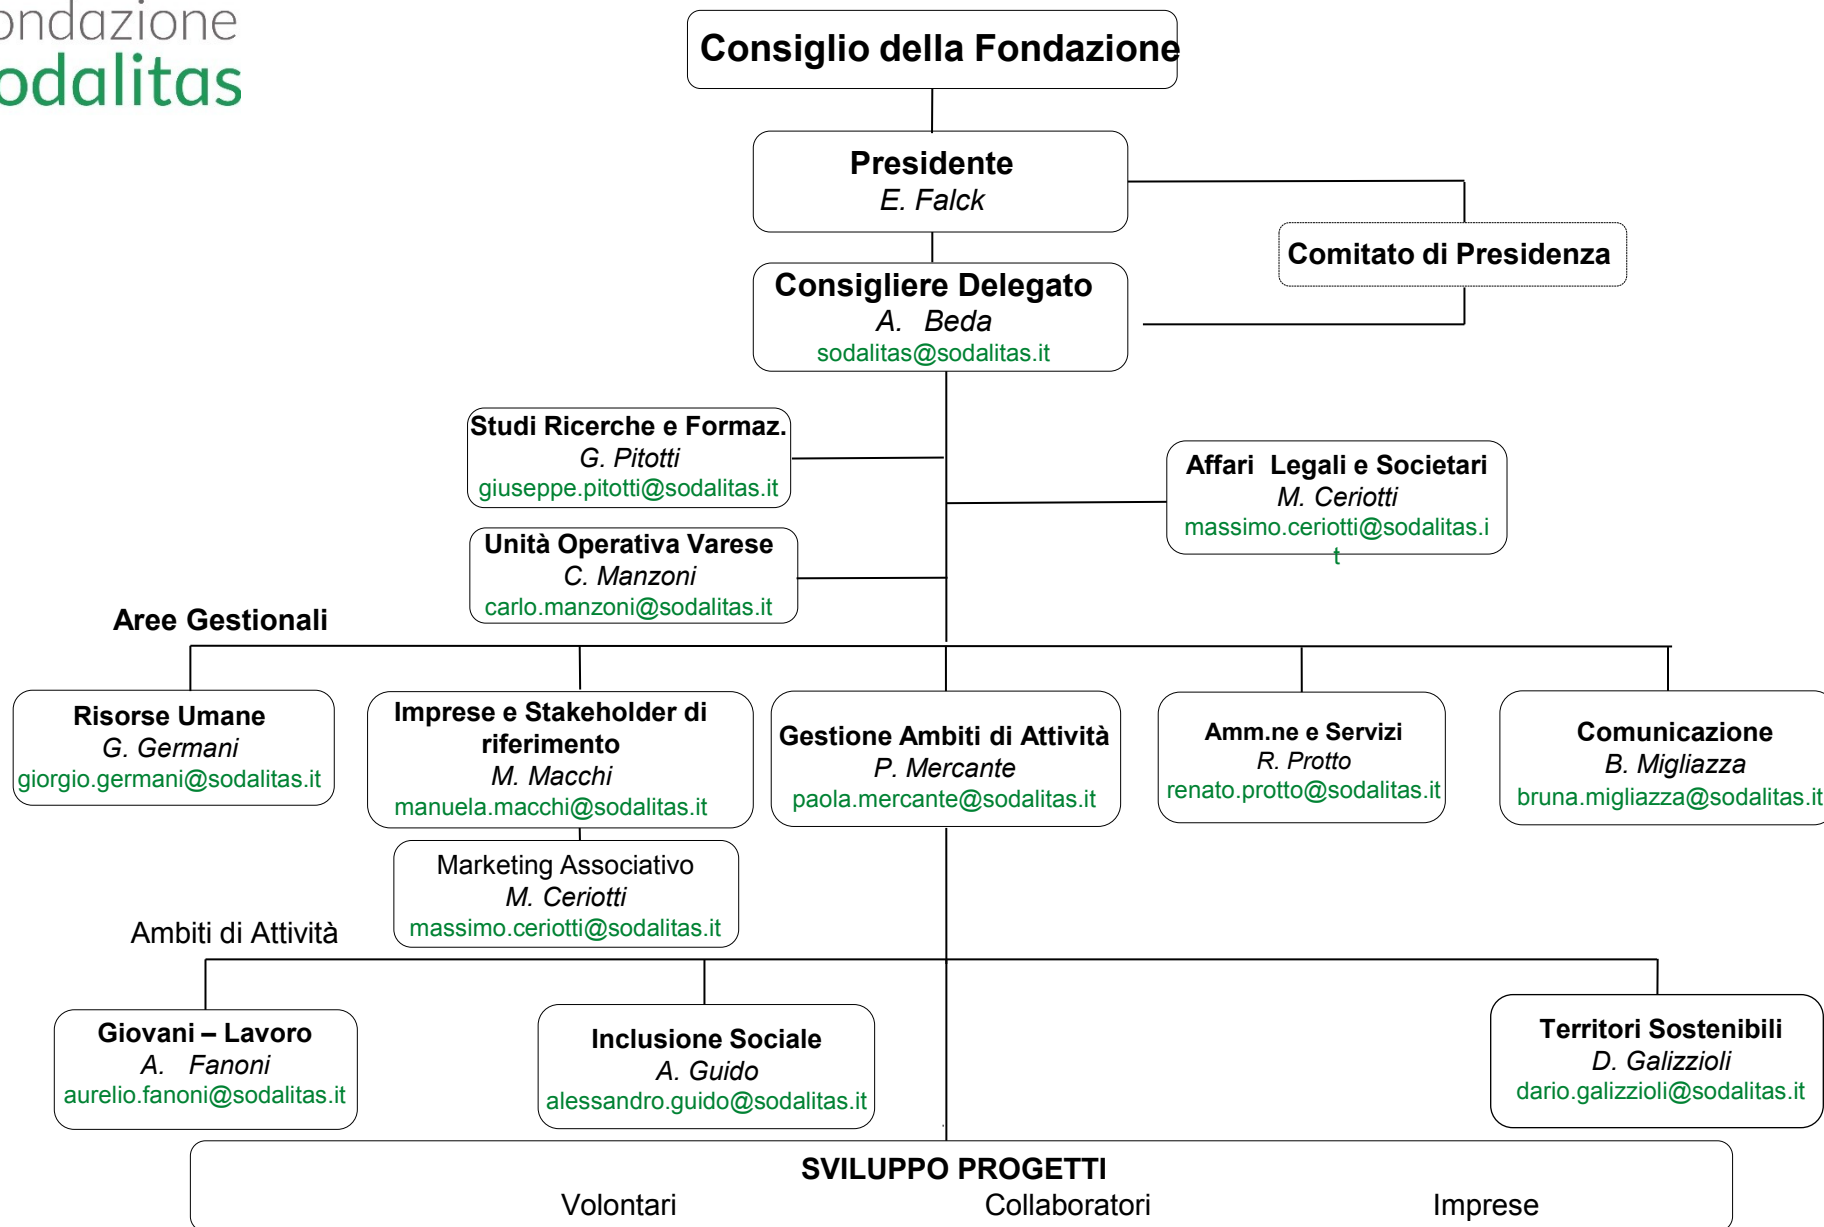 ondazione
odalitas
Consiglio della Fondazione
Presidente
E. Falck
Comitato di Presidenza
Consigliere Delegato
A. Beda
sodalitas@sodalitas.it
Studi Ricerche e Formaz.
G. Pitotti
giuseppe.pitotti@sodalitas.it
Affari Legali e Societari
M. Ceriotti
massimo.ceriotti@sodalitas.i
t
Unità Operativa Varese
C. Manzoni
carlo.manzoni@sodalitas.it
Aree Gestionali
Risorse Umane
G. Germani
giorgio.germani@sodalitas.it
Imprese e Stakeholder di
riferimento
M. Macchi
manuela.macchi@sodalitas.it
Gestione Ambiti di Attività
P. Mercante
paola.mercante@sodalitas.it
Amm.ne e Servizi
R. Protto
renato.protto@sodalitas.it
Comunicazione
B. Migliazza
bruna.migliazza@sodalitas.it
Marketing Associativo
M. Ceriotti
massimo.ceriotti@sodalitas.it
Ambiti di Attività
Giovani – Lavoro
A. Fanoni
aurelio.fanoni@sodalitas.it
Inclusione Sociale
A. Guido
alessandro.guido@sodalitas.it
Territori Sostenibili
D. Galizzioli
dario.galizzioli@sodalitas.it
SVILUPPO PROGETTI
Volontari Collaboratori Imprese